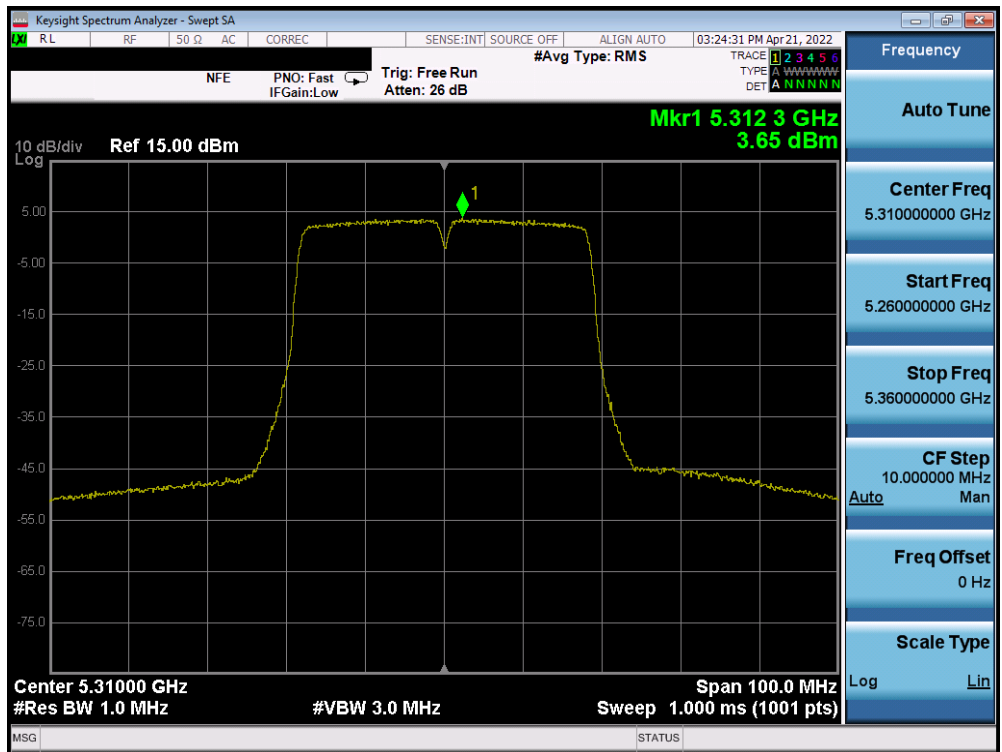 Keysight Spectrum Analyzer - Swept SA
LXI RL RF 50 Ω AC CORREC SENSE:INT SOURCE OFF ALIGN AUTO 03:24:31 PM Apr 21, 2022
#Avg Type: RMS
TRACE 1 2 3 4 5 6
NFE PNO: Fast Trig: Free Run TYPE A WWWWW
IFGain:Low Atten: 26 dB DET A N N N N N
Mkr1 5.312 3 GHz
3.65 dBm
10 dB/div Ref 15.00 dBm
Log
1
5.00
-5.00
-15.0
-25.0
-35.0
-45.0
-55.0
-65.0
-75.0
Center 5.31000 GHz Span 100.0 MHz
#Res BW 1.0 MHz #VBW 3.0 MHz Sweep 1.000 ms (1001 pts)
MSG STATUS
Frequency
Auto Tune
Center Freq
5.310000000 GHz
Start Freq
5.260000000 GHz
Stop Freq
5.360000000 GHz
CF Step
10.000000 MHz
Auto Man
Freq Offset
0 Hz
Scale Type
Log Lin